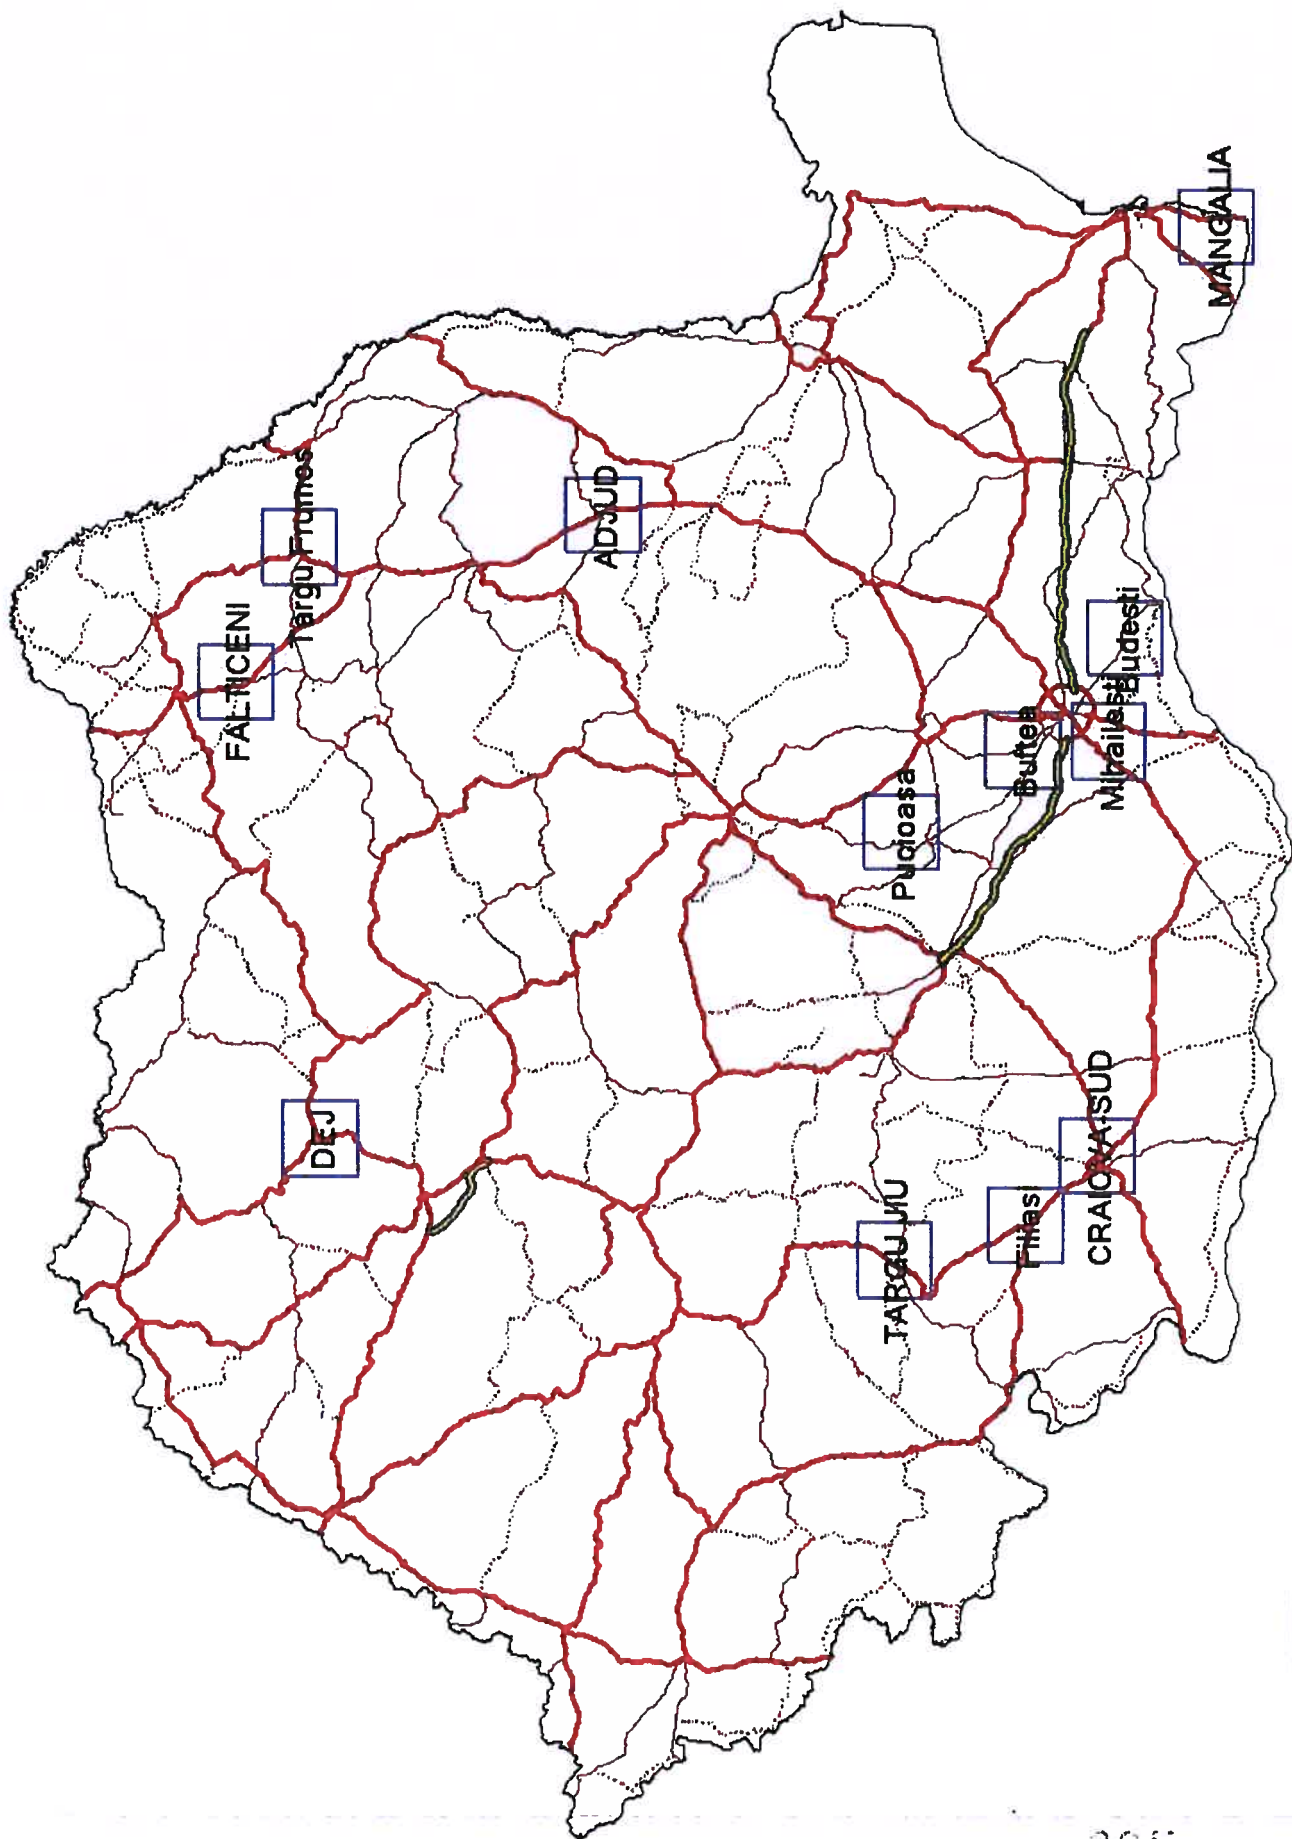 FALTICENI
Targu Frumos
DEJ
ADJUD
MANGALIA
Pucioasa
Buftea
Budesti
Mihailesti
TARGU JIU
Filiasi
CRAIOVA-SUD